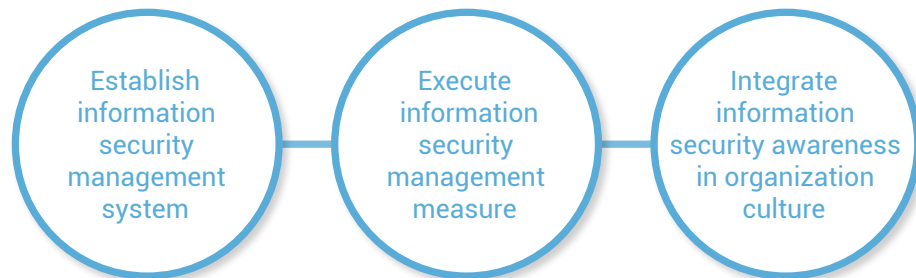 Establish
information
security
management
system
Execute
information
security
management
measure
Integrate
information
security awareness
in organization
culture